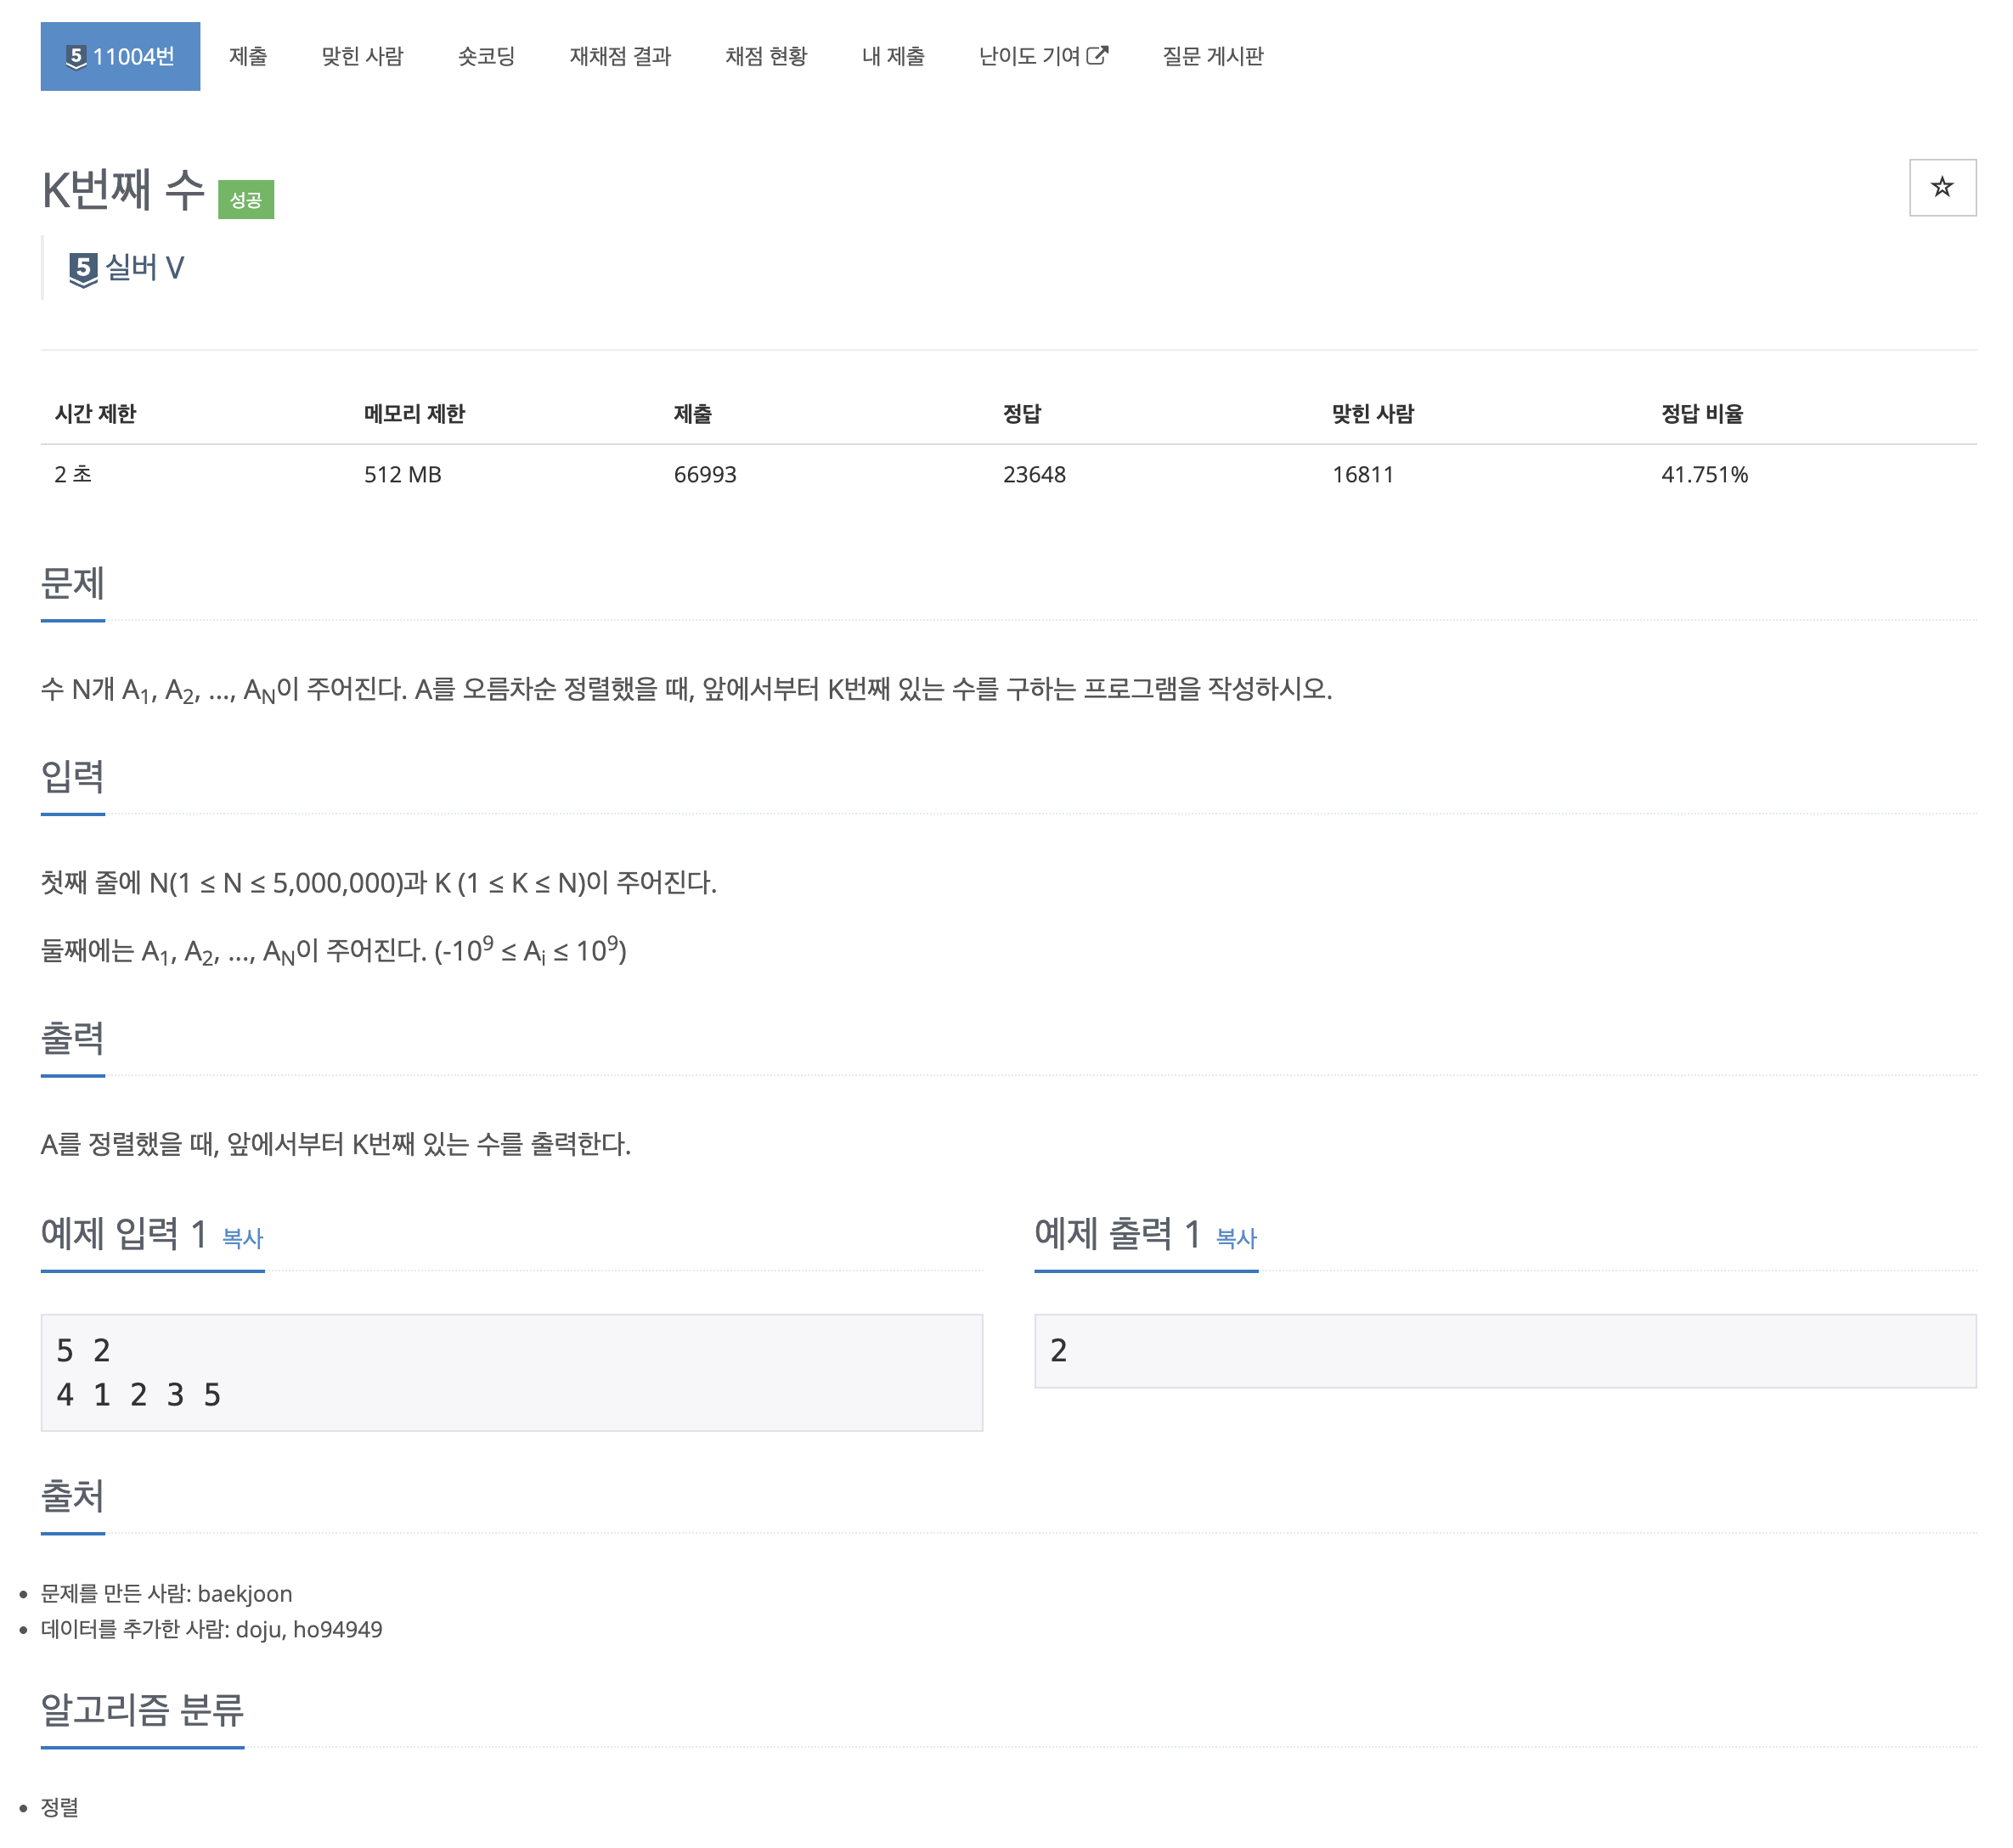 5 11004번 제출 맞힌 사람 숏코딩 재채점 결과 채점 현황 내 제출 난이도 기여 질문 게시판
K번째 수 성공
5 실버 V
시간 제한 메모리 제한 제출 정답 맞힌 사람 정답 비율
2 초 512 MB 66993 23648 16811 41.751%
문제
수 N개 A1, A2, ..., AN이 주어진다. A를 오름차순 정렬했을 때, 앞에서부터 K번째 있는 수를 구하는 프로그램을 작성하시오.
입력
첫째 줄에 N(1 ≤ N ≤ 5,000,000)과 K (1 ≤ K ≤ N)이 주어진다.
둘째에는 A1, A2, ..., AN이 주어진다. (-10^9 ≤ Ai ≤ 10^9)
출력
A를 정렬했을 때, 앞에서부터 K번째 있는 수를 출력한다.
예제 입력 1 복사
5 2
4 1 2 3 5
예제 출력 1 복사
2
출처
문제를 만든 사람: baekjoon
데이터를 추가한 사람: doju, ho94949
알고리즘 분류
정렬